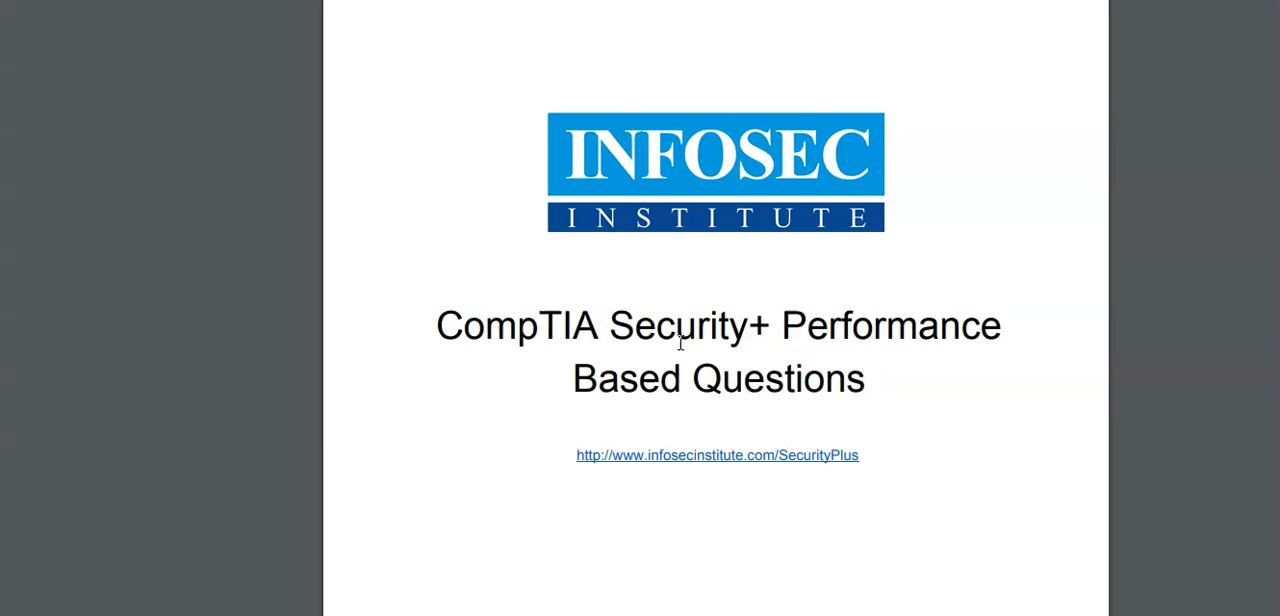 INFOSEC
INSTITUTE
CompTIA Security+ Performance
Based Questions
http://www.infosecinstitute.com/SecurityPlus